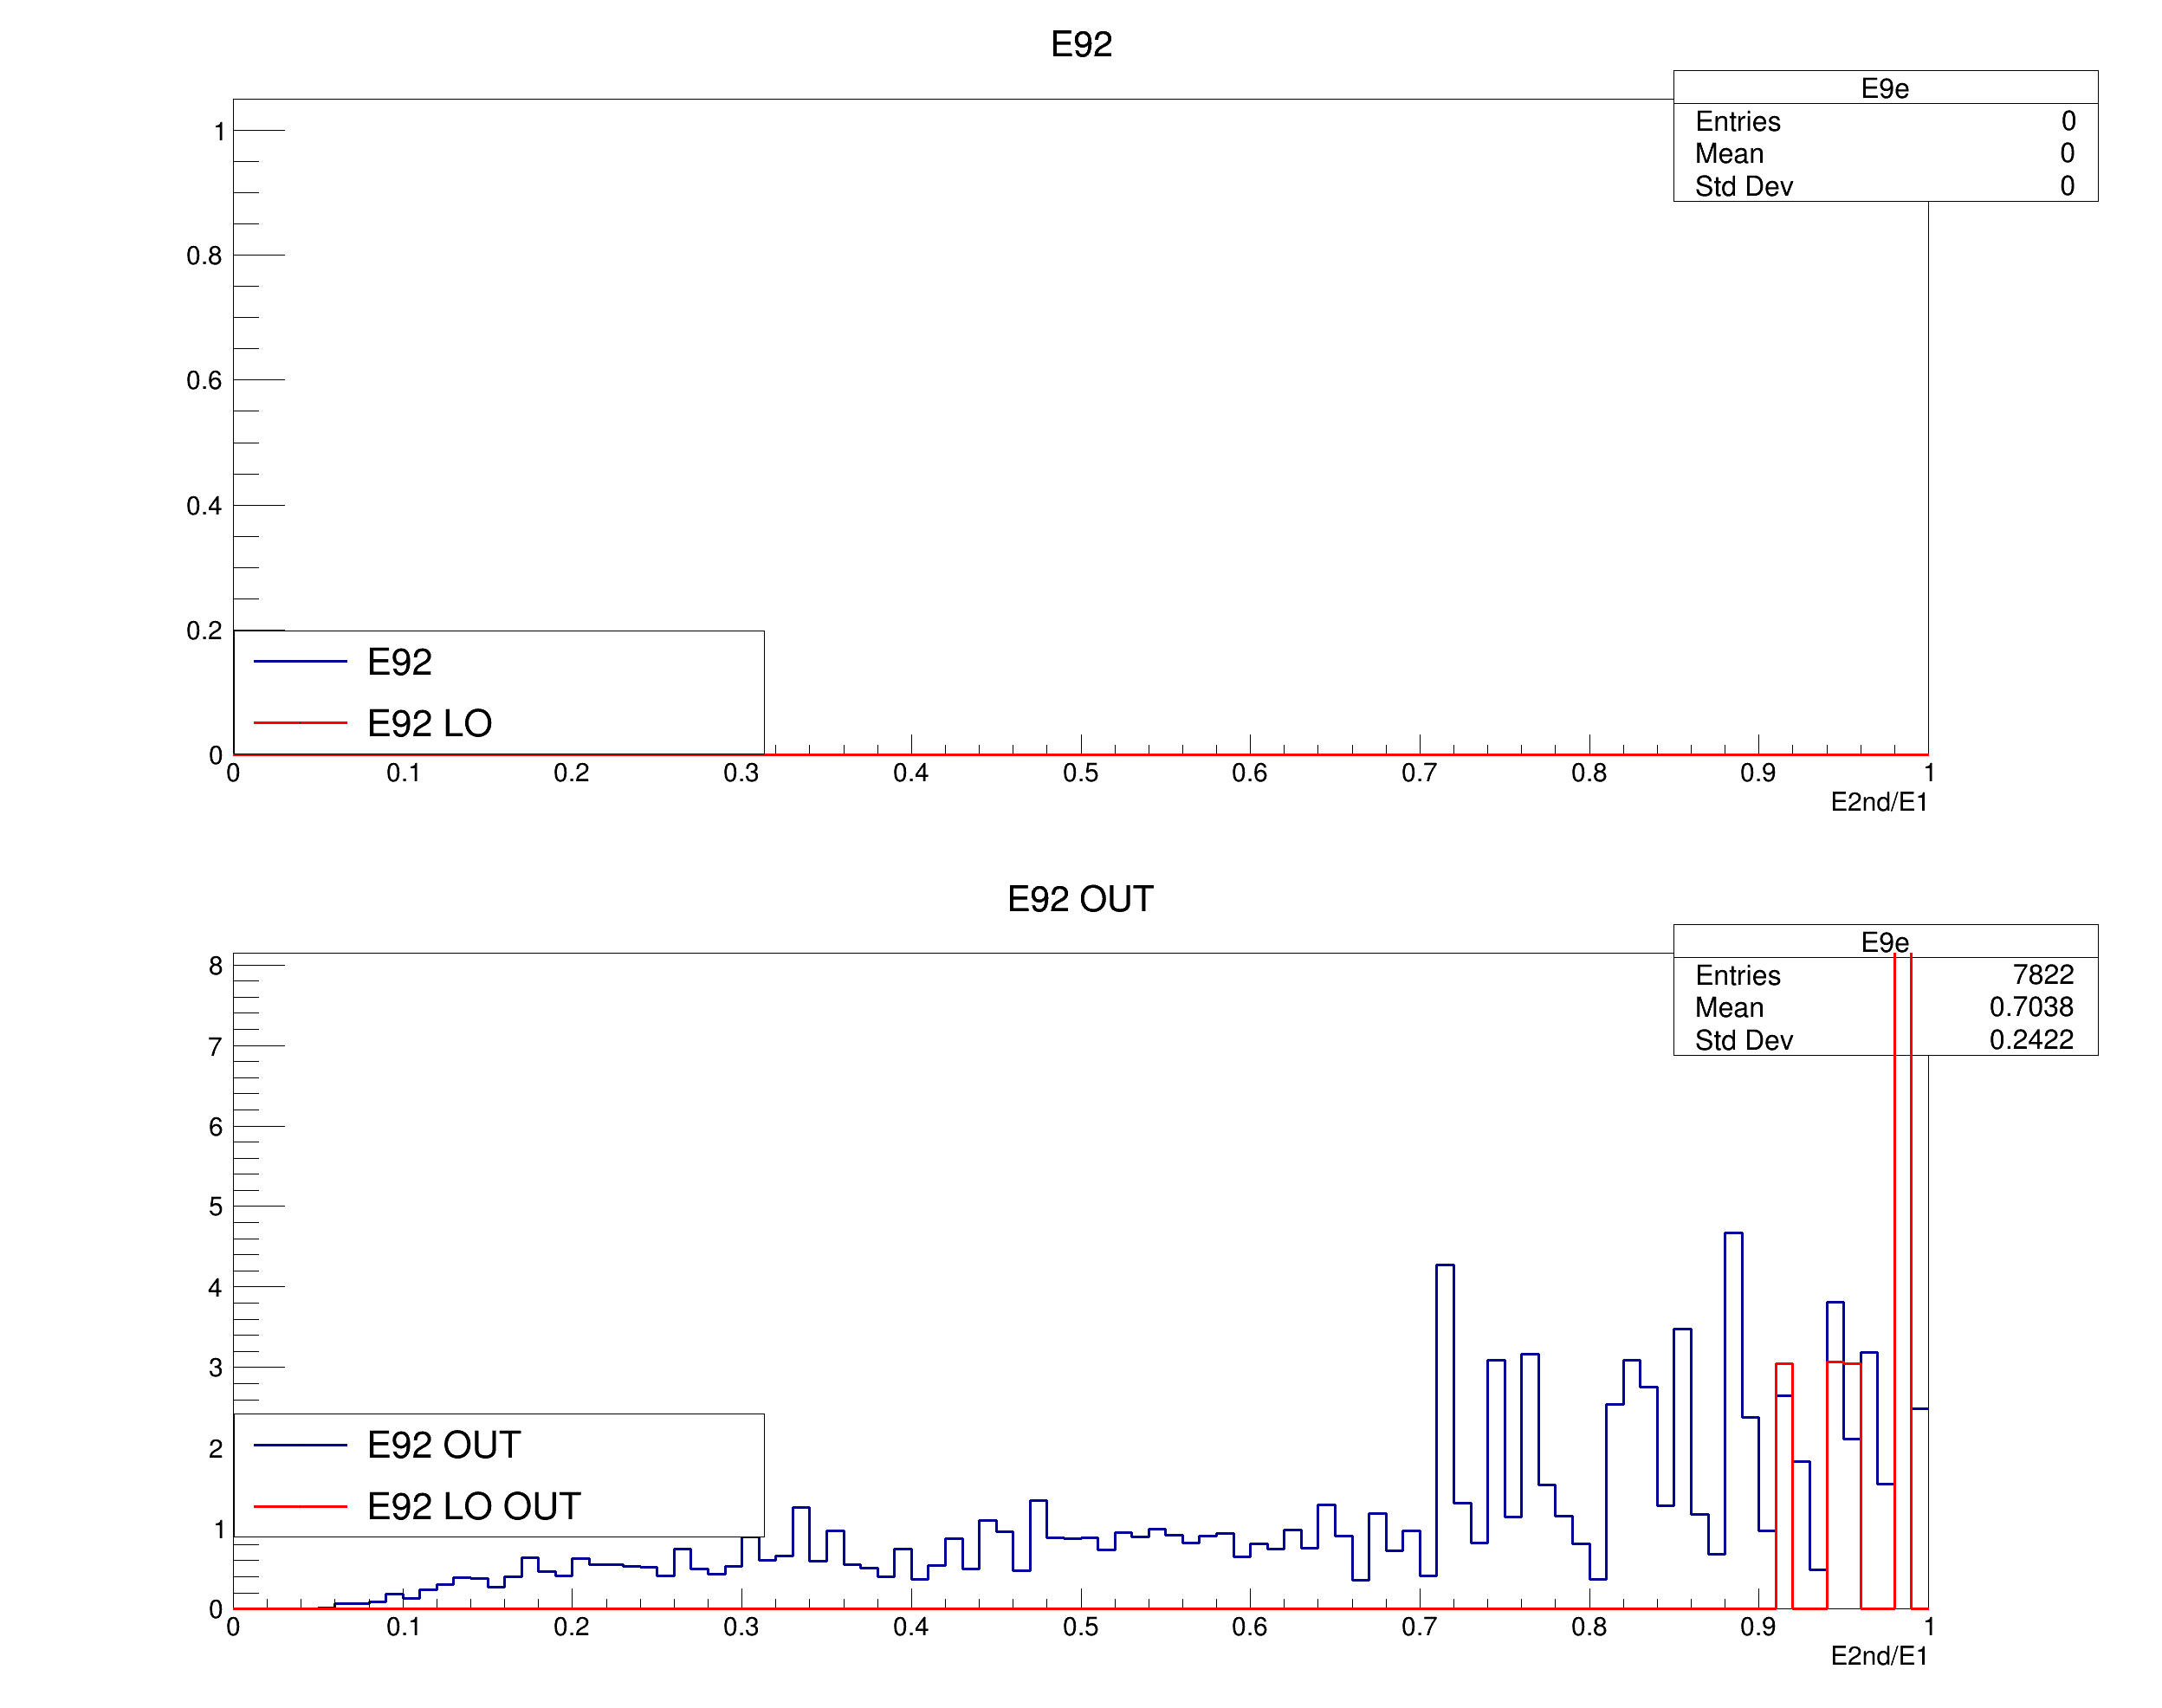 E92
E9e
Entries 0
Mean 0
Std Dev 0
1
0.8
0.6
0.4
0.2
0
E92
E92 LO
0 0.1 0.2 0.3 0.4 0.5 0.6 0.7 0.8 0.9 1
E2nd/E1
E92 OUT
E9e
Entries 7822
Mean 0.7038
Std Dev 0.2422
8
7
6
5
4
3
2
1
0
E92 OUT
E92 LO OUT
0 0.1 0.2 0.3 0.4 0.5 0.6 0.7 0.8 0.9 1
E2nd/E1